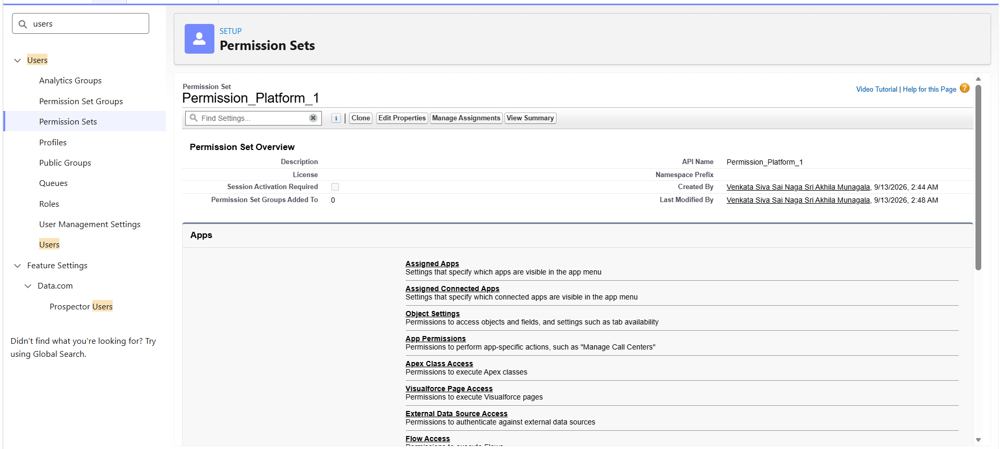 users
Users
Analytics Groups
Permission Set Groups
Permission Sets
Profiles
Public Groups
Queues
Roles
User Management Settings
Users
Feature Settings
Data.com
Prospector Users
Didn't find what you're looking for? Try
using Global Search.
SETUP
Permission Sets
Permission Set
Permission_Platform_1
Video Tutorial | Help for this Page
Find Settings...
Clone
Edit Properties
Manage Assignments
View Summary
Permission Set Overview
Description
API Name Permission_Platform_1
License
Namespace Prefix
Session Activation Required
Created By Venkata Siva Sai Naga Sri Akhila Munagala, 9/13/2026, 2:44 AM
Permission Set Groups Added To 0
Last Modified By Venkata Siva Sai Naga Sri Akhila Munagala, 9/13/2026, 2:48 AM
Apps
Assigned Apps
Settings that specify which apps are visible in the app menu
Assigned Connected Apps
Settings that specify which connected apps are visible in the app menu
Object Settings
Permissions to access objects and fields, and settings such as tab availability
App Permissions
Permissions to perform app-specific actions, such as "Manage Call Centers"
Apex Class Access
Permissions to execute Apex classes
Visualforce Page Access
Permissions to execute Visualforce pages
External Data Source Access
Permissions to authenticate against external data sources
Flow Access
Permissions to execute Flows